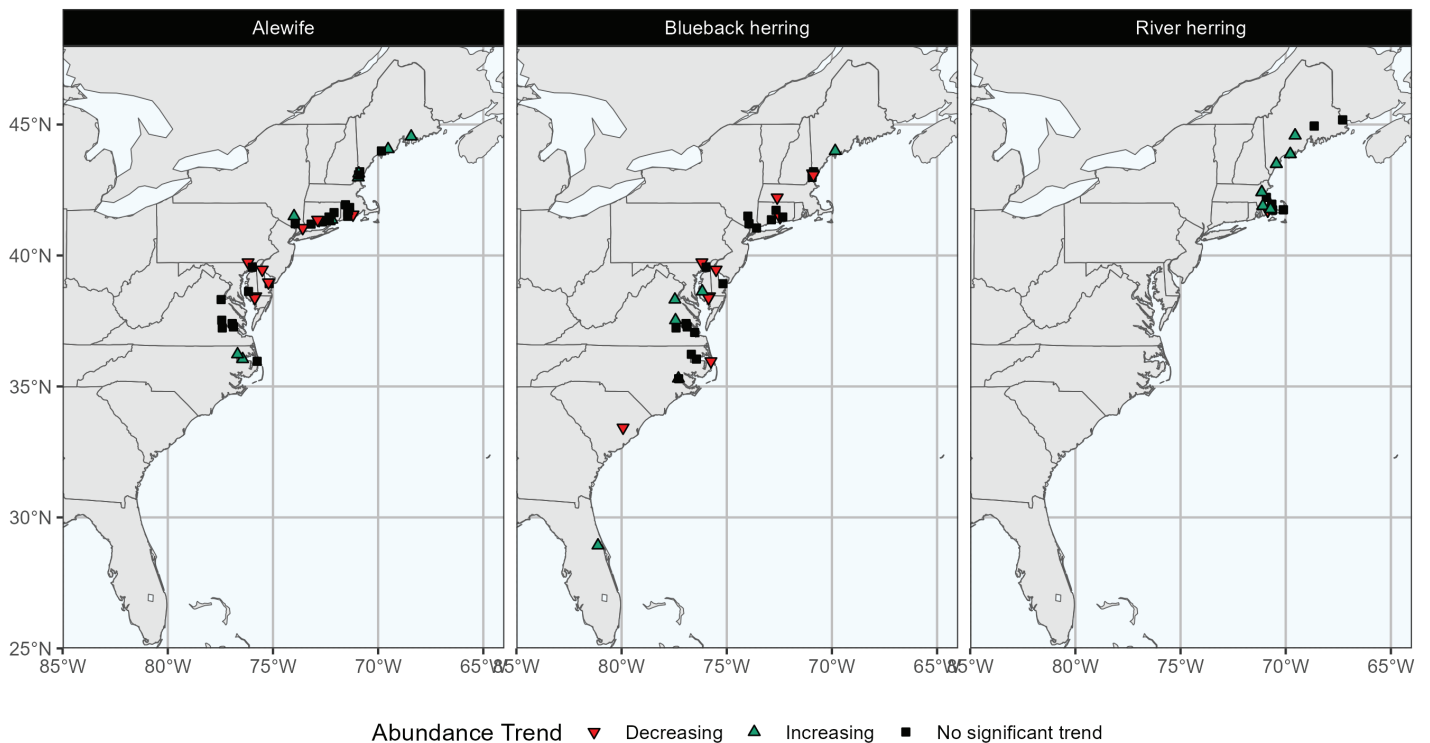 Alewife
Blueback herring
River herring
45°N
40°N
35°N
30°N
25°N
85°W 80°W 75°W 70°W 65°W
85°W 80°W 75°W 70°W 65°W
85°W 80°W 75°W 70°W 65°W
Abundance Trend Decreasing Increasing No significant trend